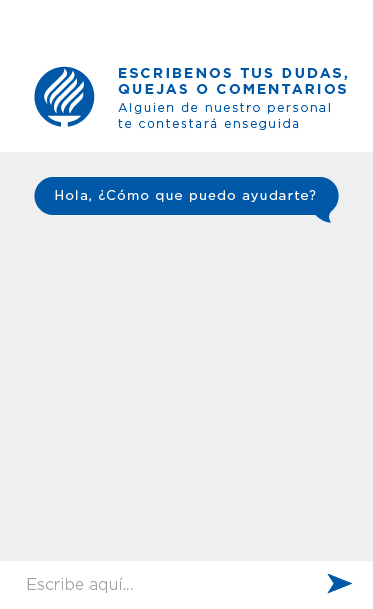 ESCRIBENOS TUS DUDAS,
QUEJAS O COMENTARIOS
Alguien de nuestro personal
te contestará enseguida
Hola, ¿Cómo que puedo ayudarte?
Escribe aquí...